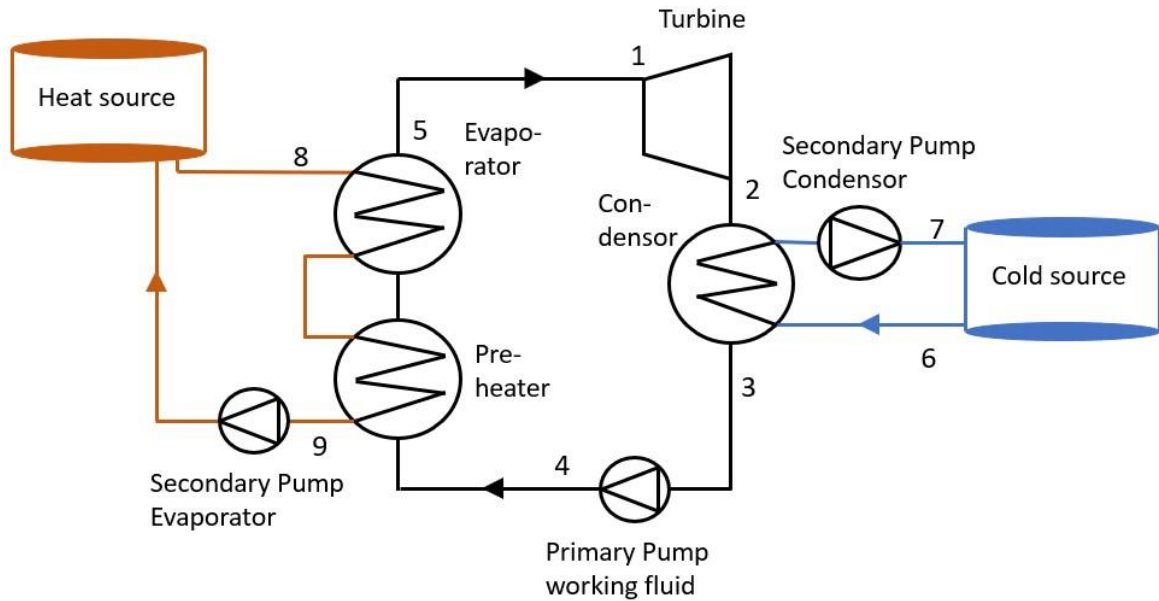 Turbine
1
Heat source
5
Evapo-
rator
8
Secondary Pump
Condensor
2
Con-
densor
7
Cold source
6
Pre-
heater
3
9
4
Secondary Pump
Evaporator
Primary Pump
working fluid